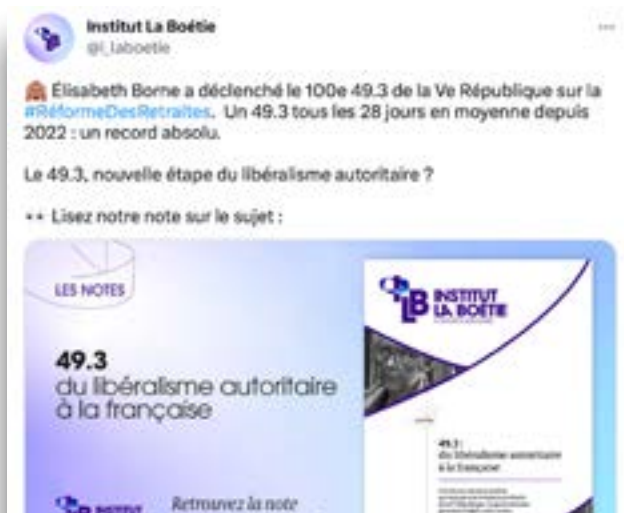 Institut La Boétie
@i_laboetie
Élisabeth Borne a déclenché le 100e 49.3 de la Ve République sur la
#RéformeDesRetraites. Un 49.3 tous les 28 jours en moyenne depuis
2022 : un record absolu.
Le 49.3, nouvelle étape du libéralisme autoritaire ?
Lisez notre note sur le sujet :
LES NOTES
49.3
du libéralisme autoritaire
à la française
INSTITUT
Retrouvez la note
INSTITUT
LA BOÉTIE
49.3 :
du libéralisme autoritaire
à la française